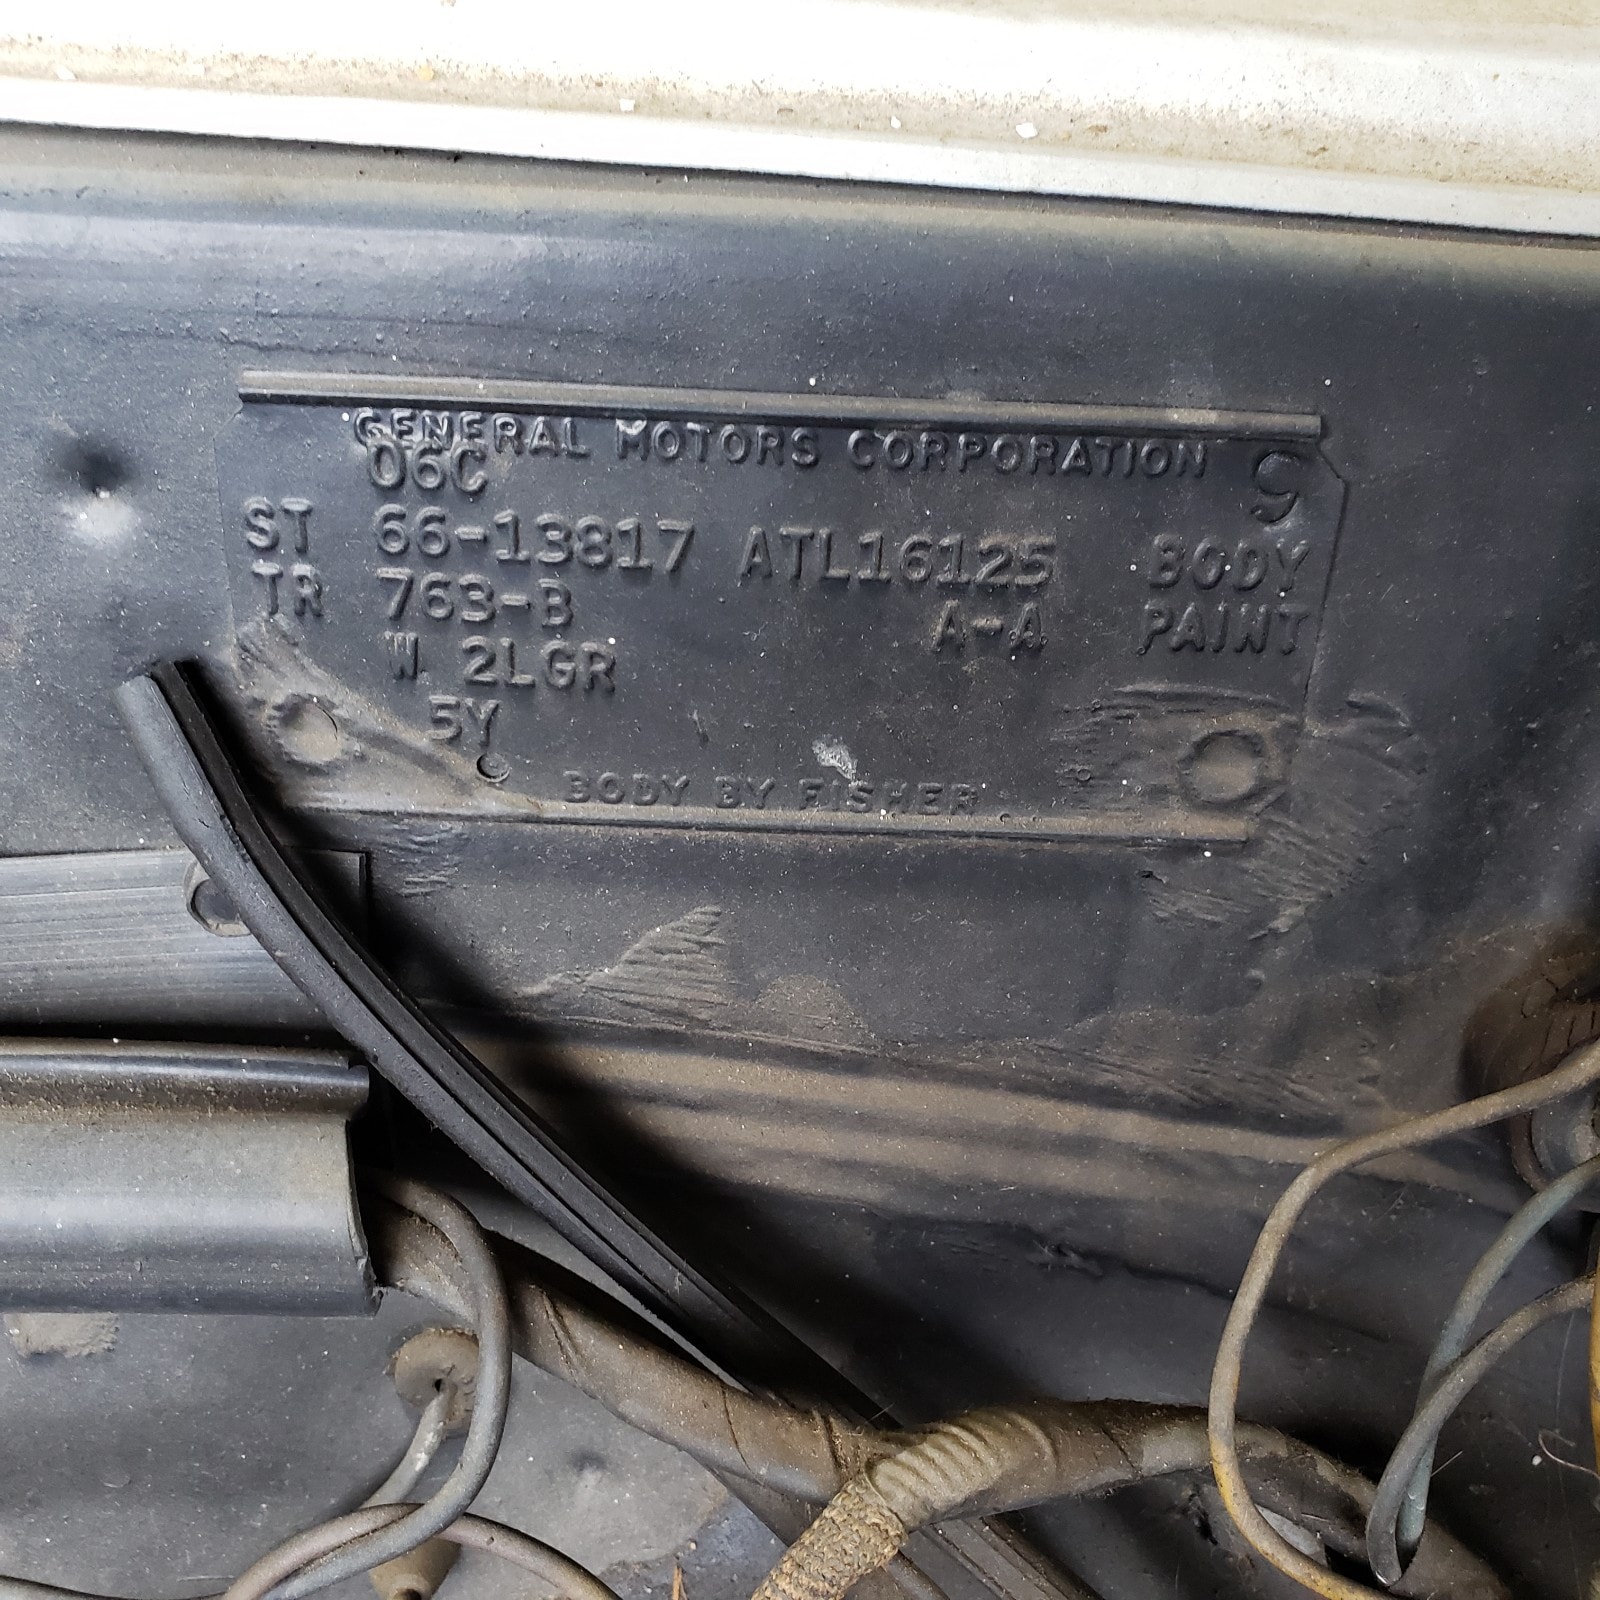 GENERAL MOTORS CORPORATION
06C 9
ST 66-13817 ATL16125 BODY
TR 763-B A-A PAINT
W 2LGR
5Y
BODY BY FISHER